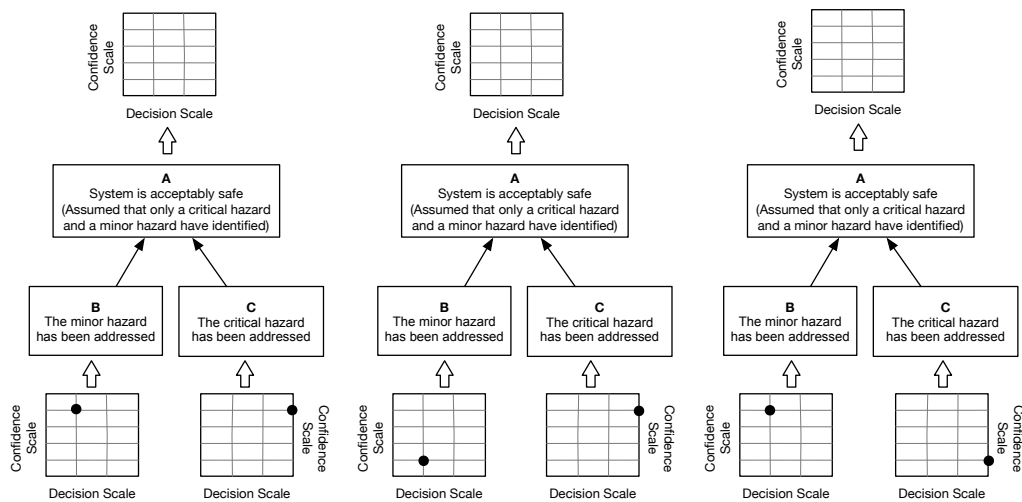 Confidence
Scale
Decision Scale
A
System is acceptably safe
(Assumed that only a critical hazard
and a minor hazard have identified)
B
The minor hazard
has been addressed
C
The critical hazard
has been addressed
Confidence
Scale
Decision Scale
Confidence
Scale
Decision Scale
Confidence
Scale
Decision Scale
A
System is acceptably safe
(Assumed that only a critical hazard
and a minor hazard have identified)
B
The minor hazard
has been addressed
C
The critical hazard
has been addressed
Confidence
Scale
Decision Scale
Confidence
Scale
Decision Scale
Confidence
Scale
Decision Scale
A
System is acceptably safe
(Assumed that only a critical hazard
and a minor hazard have identified)
B
The minor hazard
has been addressed
C
The critical hazard
has been addressed
Confidence
Scale
Decision Scale
Confidence
Scale
Decision Scale